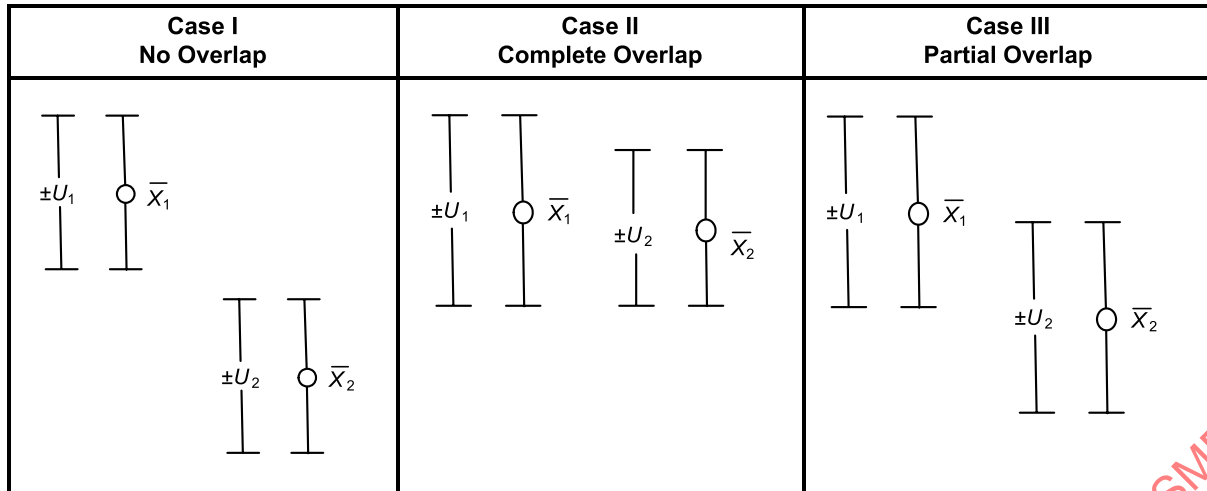 Case I
No Overlap
Case II
Complete Overlap
Case III
Partial Overlap
±U₁
X̅₁
±U₂
X̅₂
±U₁
X̅₁
±U₂
X̅₂
±U₁
X̅₁
±U₂
X̅₂